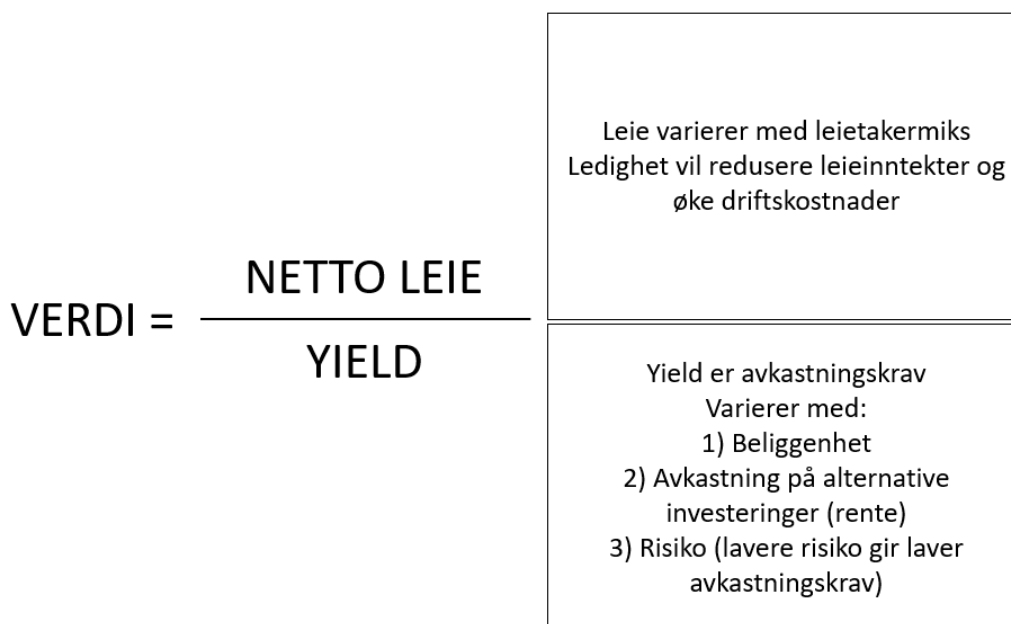 VERDI =
NETTO LEIE
YIELD
Leie varierer med leietakermiks
Ledighet vil redusere leieinntekter og
øke driftskostnader
Yield er avkastningskrav
Varierer med:
1) Beliggenhet
2) Avkastning på alternative
investeringer (rente)
3) Risiko (lavere risiko gir laver
avkastningskrav)